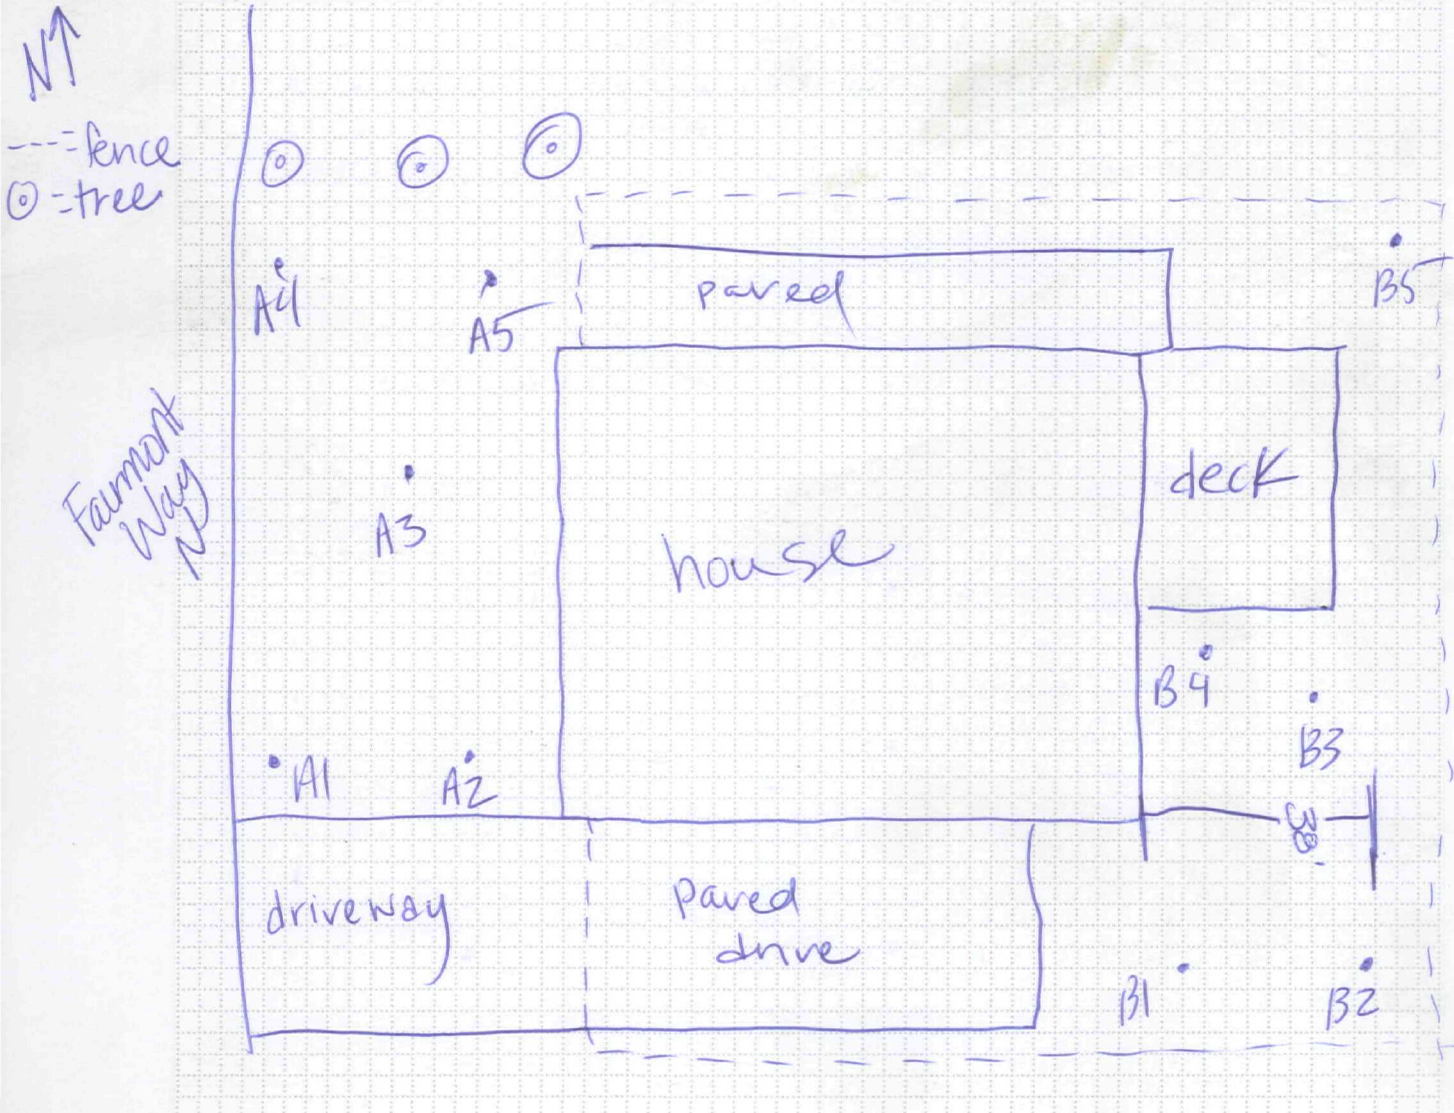 N↑
---=fence
⊙=tree
A4
A5
paved
B5
Fairmont
Way
N
A3
house
deck
B4
B3
A1
A2
driveway
Paved
drive
B1
B2